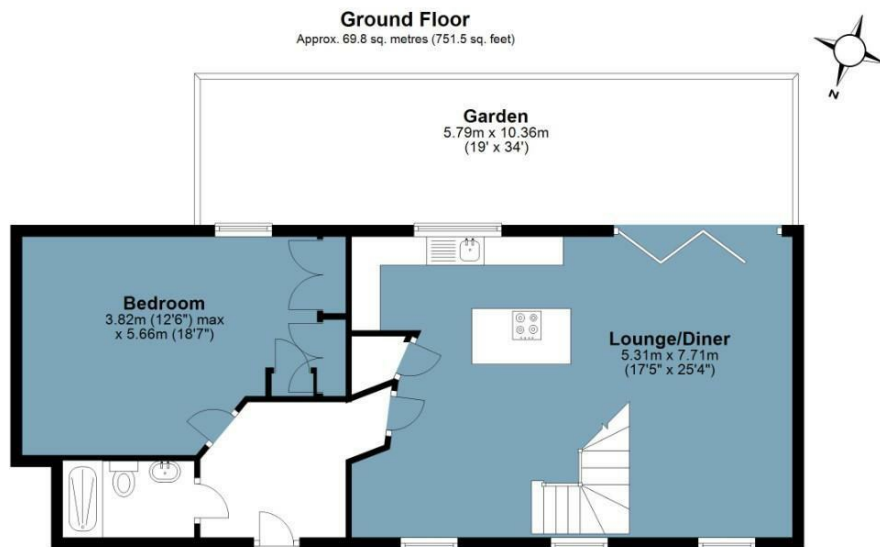 Ground Floor
Approx. 69.8 sq. metres (751.5 sq. feet)
N
Garden
5.79m x 10.36m
(19' x 34')
Bedroom
3.82m (12'6") max
x 5.66m (18'7")
Lounge/Diner
5.31m x 7.71m
(17'5" x 25'4")